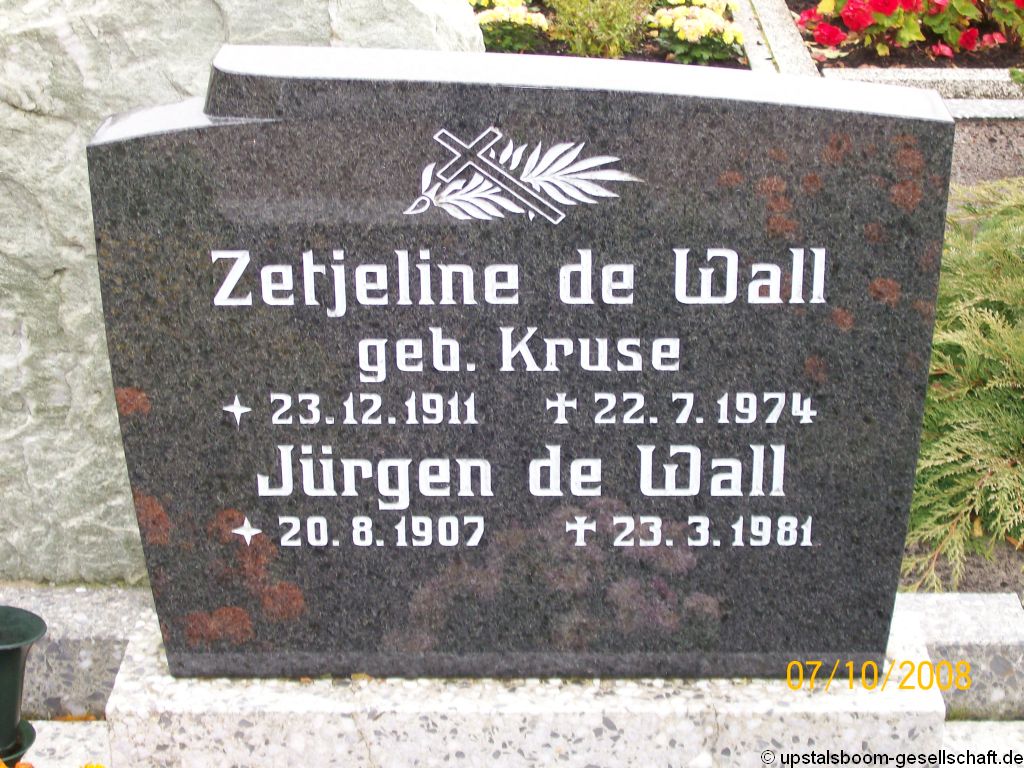 Zetjeline de Wall
geb. Kruse
23.12.1911 22.7.1974
Jürgen de Wall
20.8.1907 23.3.1981
07/10/2008
© upstalsboom-gesellschaft.de